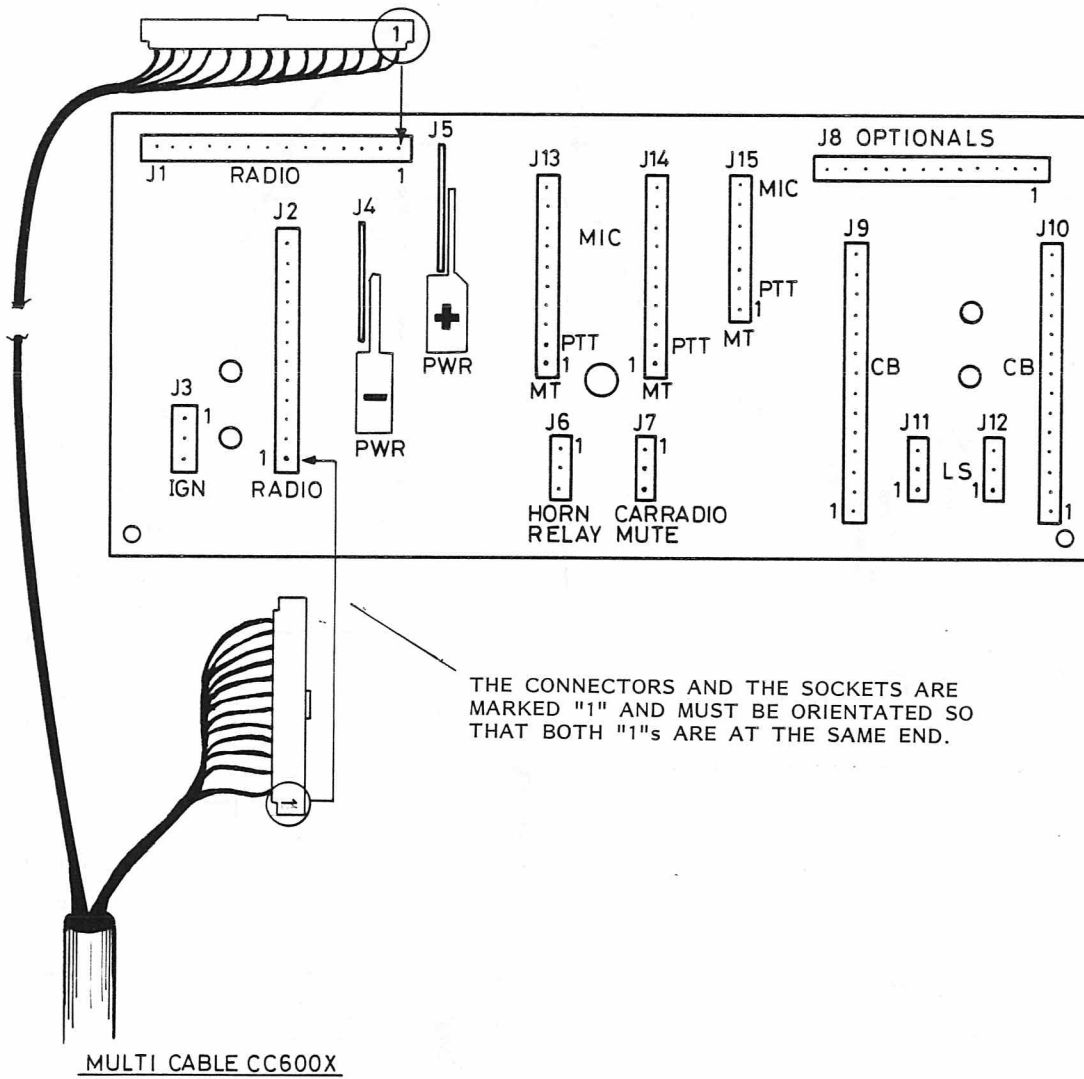 1
J5
J13
J14
J15
J8 OPTIONALS
J1 RADIO 1
MIC
1
J2
J4
J9
J10
MIC
PTT
1
+
MT
PTT
PWR
1
1
PTT
CB
CB
MT
MT
J3
1
-
J6
J7
J11
J12
PWR
1
1
LS
1
IGN
RADIO
1
1
HORN RELAY
CARRADIO MUTE
1
1
THE CONNECTORS AND THE SOCKETS ARE
MARKED "1" AND MUST BE ORIENTATED SO
THAT BOTH "1"s ARE AT THE SAME END.
1
MULTI CABLE CC600X